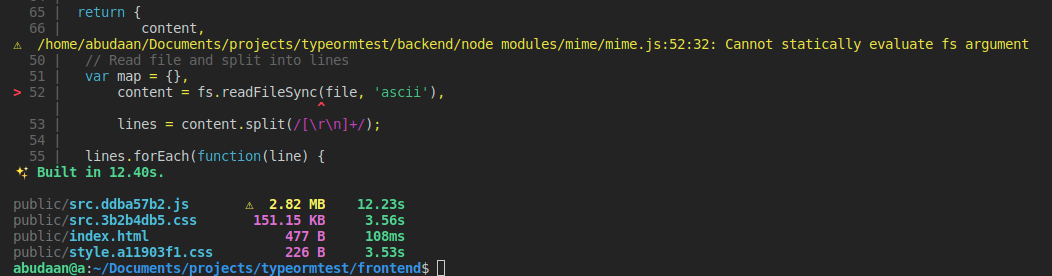 65 | return {
66 | content,
⚠ /home/abudaan/Documents/projects/typeormtest/backend/node modules/mime/mime.js:52:32: Cannot statically evaluate fs argument
50 | // Read file and split into lines
51 | var map = {},
> 52 | content = fs.readFileSync(file, 'ascii'),
| ^
53 | lines = content.split(/[\r\n]+/);
54 |
55 | lines.forEach(function(line) {
✨ Built in 12.40s.
public/src.ddba57b2.js ⚠ 2.82 MB 12.23s
public/src.3b2b4db5.css 151.15 KB 3.56s
public/index.html 477 B 108ms
public/style.a11903f1.css 226 B 3.53s
abudaan@a:~/Documents/projects/typeormtest/frontend$